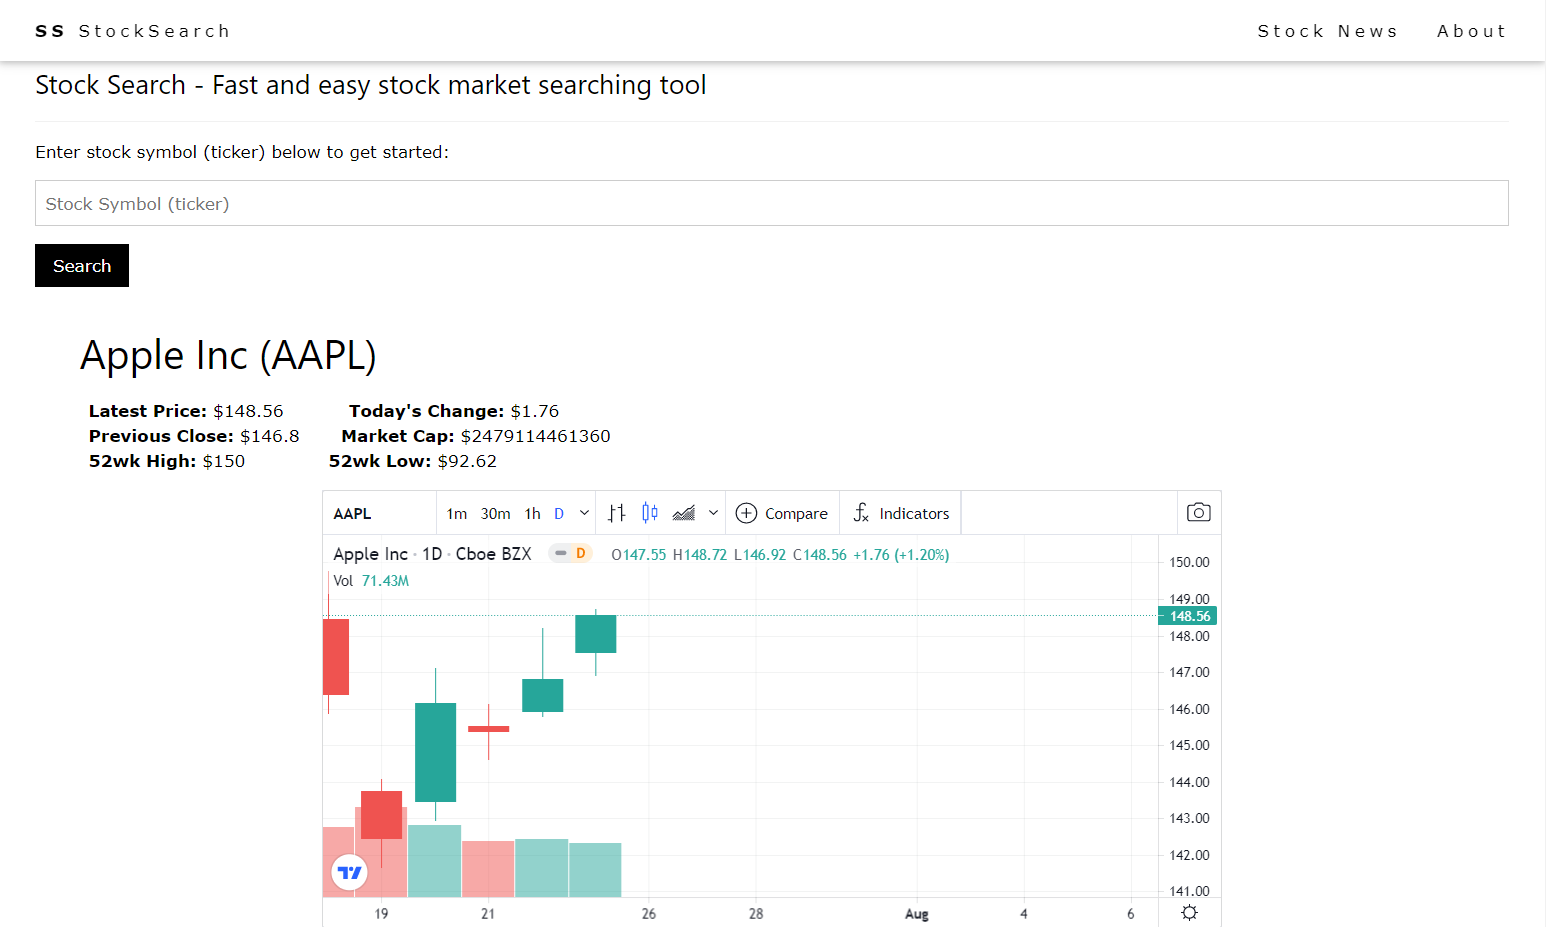 SS StockSearch Stock News About
Stock Search - Fast and easy stock market searching tool
Enter stock symbol (ticker) below to get started:
Stock Symbol (ticker)
Search
Apple Inc (AAPL)
Latest Price: $148.56 Today's Change: $1.76
Previous Close: $146.8 Market Cap: $2479114461360
52wk High: $150 52wk Low: $92.62
AAPL 1m 30m 1h D Compare Indicators
Apple Inc · 1D · Cboe BZX D O147.55 H148.72 L146.92 C148.56 +1.76 (+1.20%)
Vol 71.43M
150.00
149.00
148.56
148.00
147.00
146.00
145.00
144.00
143.00
142.00
141.00
19 21 26 28 Aug 4 6